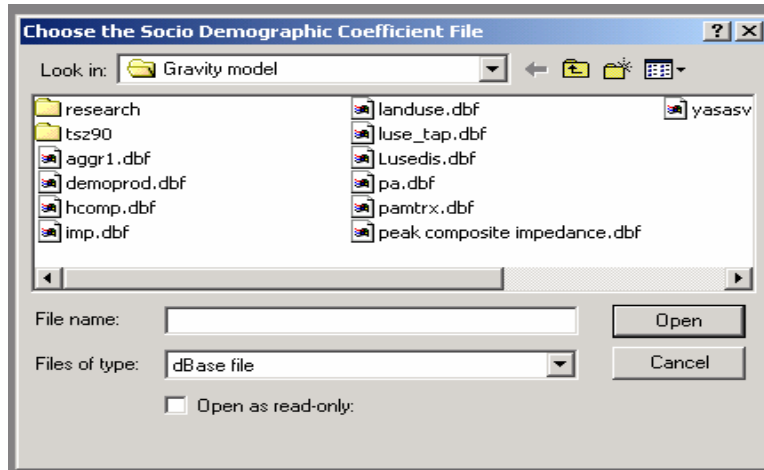 Choose the Socio Demographic Coefficient File
Look in: Gravity model
research
tsz90
aggr1.dbf
demoprod.dbf
hcomp.dbf
imp.dbf
landuse.dbf
luse_tap.dbf
Lusedis.dbf
pa.dbf
pamtrx.dbf
peak composite impedance.dbf
yasasv
File name:
Open
Files of type: dBase file
Cancel
Open as read-only: